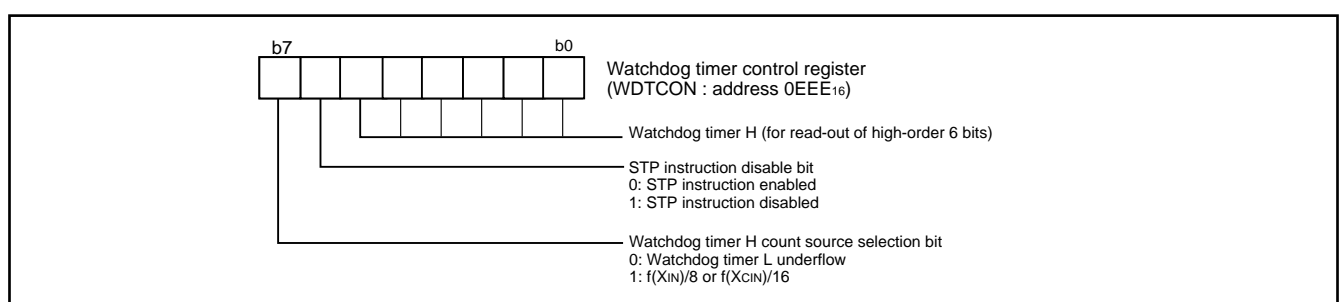 b7
b0
Watchdog timer control register
(WDTCON : address 0EEE16)
Watchdog timer H (for read-out of high-order 6 bits)
STP instruction disable bit
0: STP instruction enabled
1: STP instruction disabled
Watchdog timer H count source selection bit
0: Watchdog timer L underflow
1: f(XIN)/8 or f(XCIN)/16